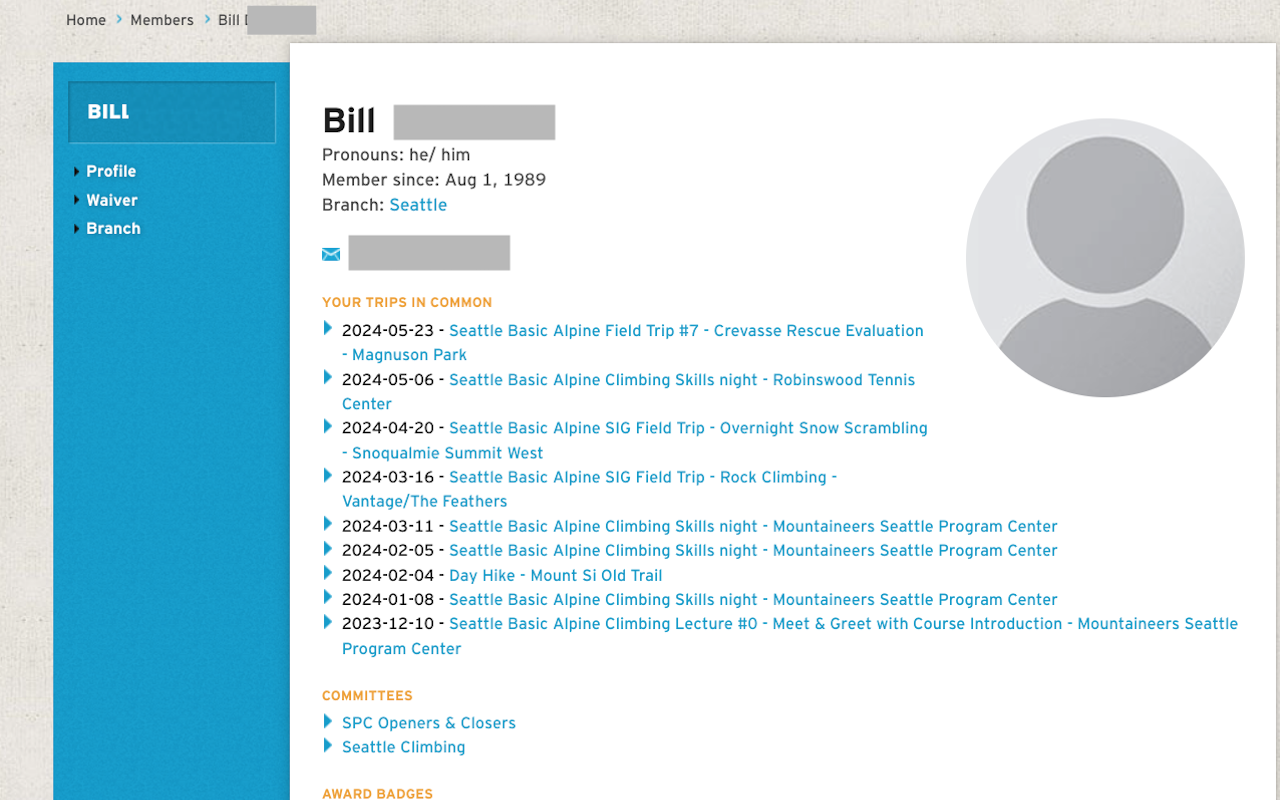 Home > Members > Bill
BILL
Profile
Waiver
Branch
Bill
Pronouns: he/ him
Member since: Aug 1, 1989
Branch: Seattle
YOUR TRIPS IN COMMON
2024-05-23 - Seattle Basic Alpine Field Trip #7 - Crevasse Rescue Evaluation
- Magnuson Park
2024-05-06 - Seattle Basic Alpine Climbing Skills night - Robinswood Tennis
Center
2024-04-20 - Seattle Basic Alpine SIG Field Trip - Overnight Snow Scrambling
- Snoqualmie Summit West
2024-03-16 - Seattle Basic Alpine SIG Field Trip - Rock Climbing -
Vantage/The Feathers
2024-03-11 - Seattle Basic Alpine Climbing Skills night - Mountaineers Seattle Program Center
2024-02-05 - Seattle Basic Alpine Climbing Skills night - Mountaineers Seattle Program Center
2024-02-04 - Day Hike - Mount Si Old Trail
2024-01-08 - Seattle Basic Alpine Climbing Skills night - Mountaineers Seattle Program Center
2023-12-10 - Seattle Basic Alpine Climbing Lecture #0 - Meet & Greet with Course Introduction - Mountaineers Seattle
Program Center
COMMITTEES
SPC Openers & Closers
Seattle Climbing
AWARD BADGES